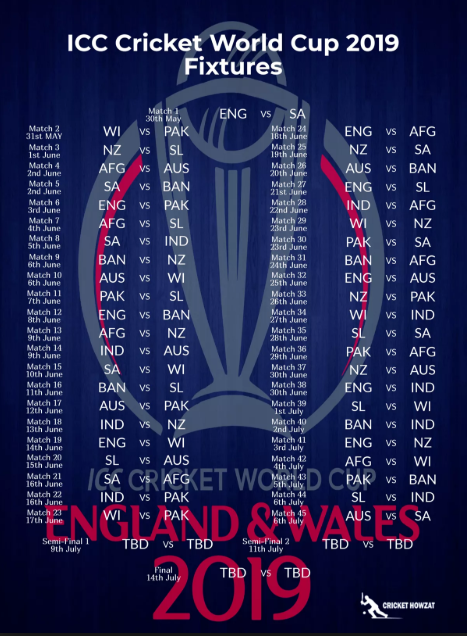 ICC Cricket World Cup 2019
Fixtures
Match 1
30th May
ENG vs SA
Match 2
31st MAY
WI vs PAK
Match 3
1st June
NZ vs SL
Match 4
2nd June
AFG vs AUS
Match 5
2nd June
SA vs BAN
Match 6
3rd June
ENG vs PAK
Match 7
4th June
AFG vs SL
Match 8
5th June
SA vs IND
Match 9
6th June
BAN vs NZ
Match 10
6th June
AUS vs WI
Match 11
7th June
PAK vs SL
Match 12
8th June
ENG vs BAN
Match 13
9th June
AFG vs NZ
Match 14
9th June
IND vs AUS
Match 15
10th June
SA vs WI
Match 16
11th June
BAN vs SL
Match 17
12th June
AUS vs PAK
Match 18
13th June
IND vs NZ
Match 19
14th June
ENG vs WI
Match 20
15th June
SL vs AUS
Match 21
16th June
SA vs AFG
Match 22
16th June
IND vs PAK
Match 23
17th June
WI vs PAK
Match 24
18th June
ENG vs AFG
Match 25
19th June
NZ vs SA
Match 26
20th June
AUS vs BAN
Match 27
21st June
ENG vs SL
Match 28
22nd June
IND vs AFG
Match 29
23rd June
WI vs NZ
Match 30
23rd June
PAK vs SA
Match 31
24th June
BAN vs AFG
Match 32
25th June
ENG vs AUS
Match 33
26th June
NZ vs PAK
Match 34
27th June
WI vs IND
Match 35
28th June
SL vs SA
Match 36
29th June
PAK vs AFG
Match 37
30th June
NZ vs AUS
Match 38
30th June
ENG vs IND
Match 39
1st July
SL vs WI
Match 40
2nd July
BAN vs IND
Match 41
3rd July
ENG vs NZ
Match 42
4th July
AFG vs WI
Match 43
5th July
PAK vs BAN
Match 44
6th July
SL vs IND
Match 45
6th July
AUS vs SA
ICC CRICKET WORLD CUP
ENGLAND & WALES
2019
Semi-Final 1
9th July
TBD vs TBD
Semi-Final 2
11th July
TBD vs TBD
Final
14th July
TBD vs TBD
CRICKET HOWZAT